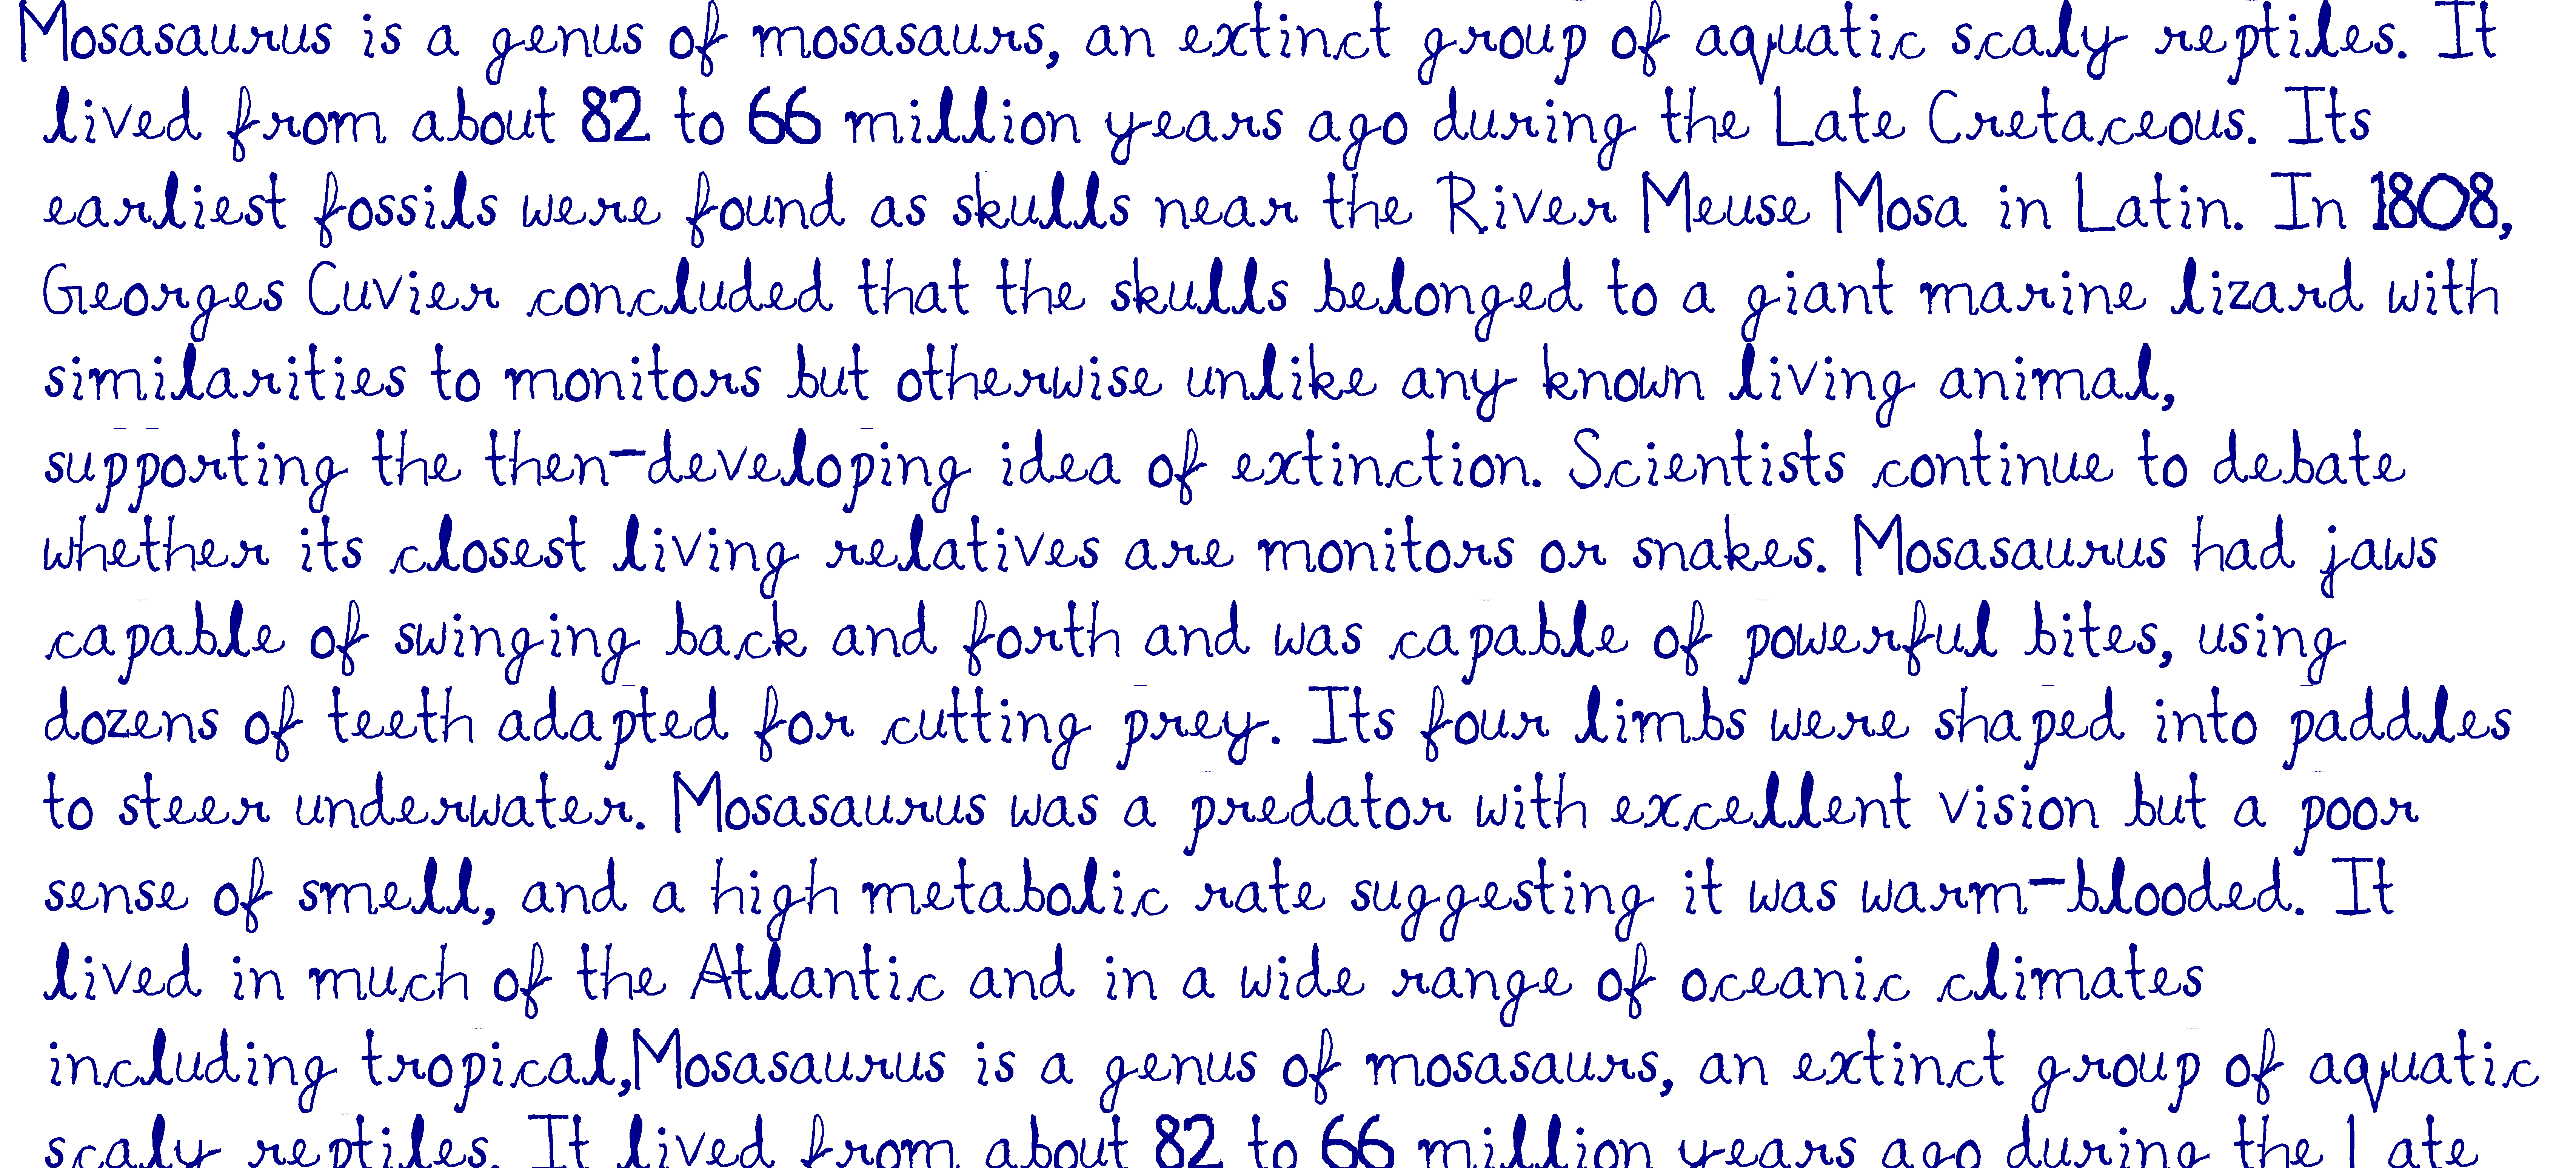 Mosasaurus is a genus of mosasaurs, an extinct group of aquatic scaly reptiles. It
lived from about 82 to 66 million years ago during the Late Cretaceous. Its
earliest fossils were found as skulls near the River Meuse Mosa in Latin. In 1808,
Georges Cuvier concluded that the skulls belonged to a giant marine lizard with
similarities to monitors but otherwise unlike any known living animal,
supporting the then-developing idea of extinction. Scientists continue to debate
whether its closest living relatives are monitors or snakes. Mosasaurus had jaws
capable of swinging back and forth and was capable of powerful bites, using
dozens of teeth adapted for cutting prey. Its four limbs were shaped into paddles
to steer underwater. Mosasaurus was a predator with excellent vision but a poor
sense of smell, and a high metabolic rate suggesting it was warm-blooded. It
lived in much of the Atlantic and in a wide range of oceanic climates
including tropical,Mosasaurus is a genus of mosasaurs, an extinct group of aquatic
scaly reptiles. It lived from about 82 to 66 million years ago during the Late